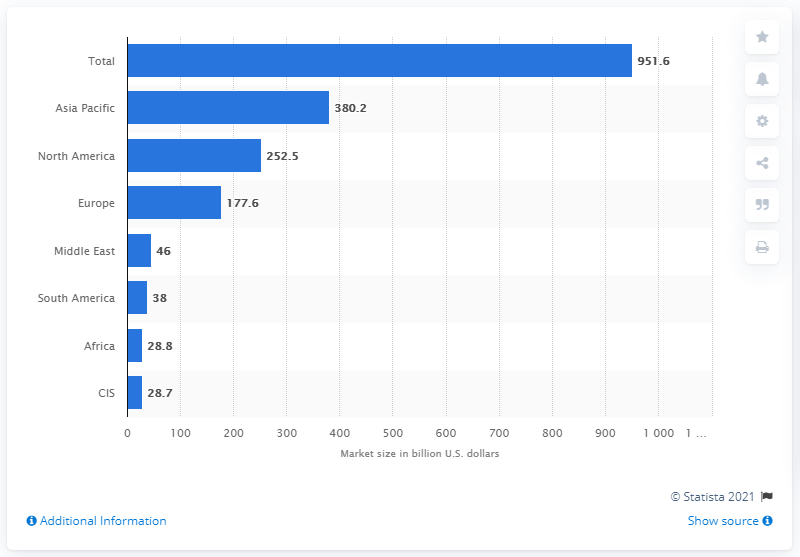 Total 951.6
Asia Pacific 380.2
North America 252.5
Europe 177.6
Middle East 46
South America 38
Africa 28.8
CIS 28.7
0 100 200 300 400 500 600 700 800 900 1 000 1 ...
Market size in billion U.S. dollars
© Statista 2021
Additional Information
Show source